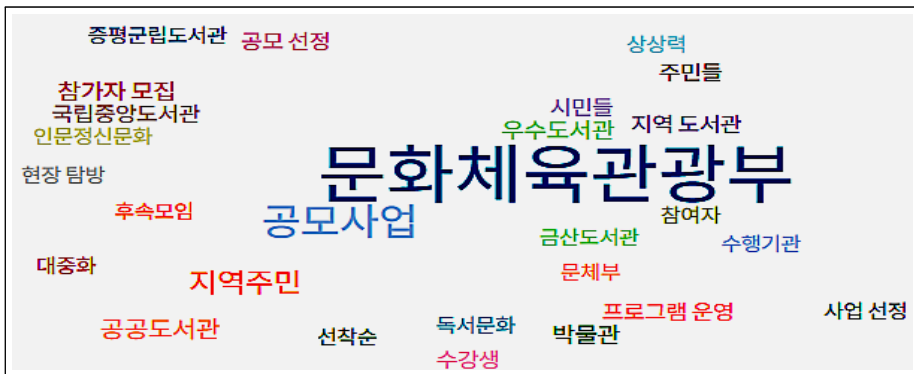 증평군립도서관 공모 선정 상상력
주민들
참가자 모집
국립중앙도서관 시민들
인문정신문화 우수도서관 지역 도서관
현장 탐방 문화체육관광부
후속모임 공모사업 참여자
금산도서관 수행기관
대중화 지역주민 문체부
공공도서관 선착순 독서문화 박물관 프로그램 운영 사업 선정
수강생